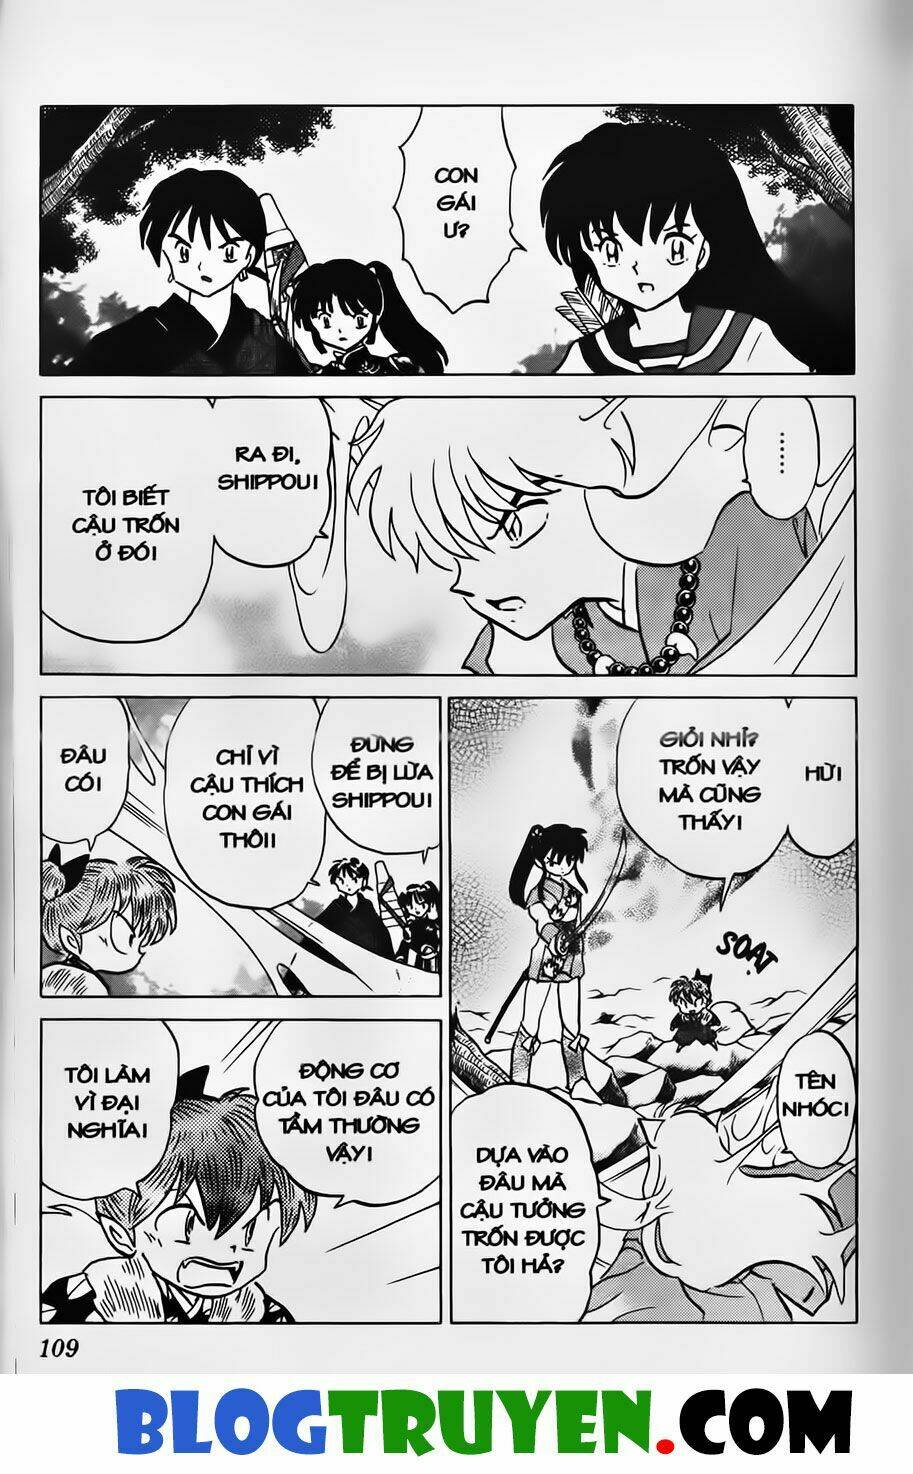 CON
GÁI
Ư?
........
RA ĐI,
SHIPPOU!
TÔI BIẾT
CẬU TRỐN
Ở ĐÓ!
ĐỪNG
ĐỂ BỊ LỪA
SHIPPOU!
CHỈ VÌ
CẬU THÍCH
CON GÁI
THÔI!
ĐÂU
CÓ!
HỪ!
GIỎI NHỈ?
TRỐN VẬY
MÀ CŨNG
THẤY!
SOẠT
TÊN
NHÓC!
DỰA VÀO
ĐÂU MÀ
CẬU TƯỞNG
TRỐN ĐƯỢC
TÔI HẢ?
ĐỘNG CƠ
CỦA TÔI ĐÂU CÓ
TẦM THƯỜNG
VẬY!
TÔI LÀM
VÌ ĐẠI
NGHĨA!
109
BLOGTRUYEN.COM